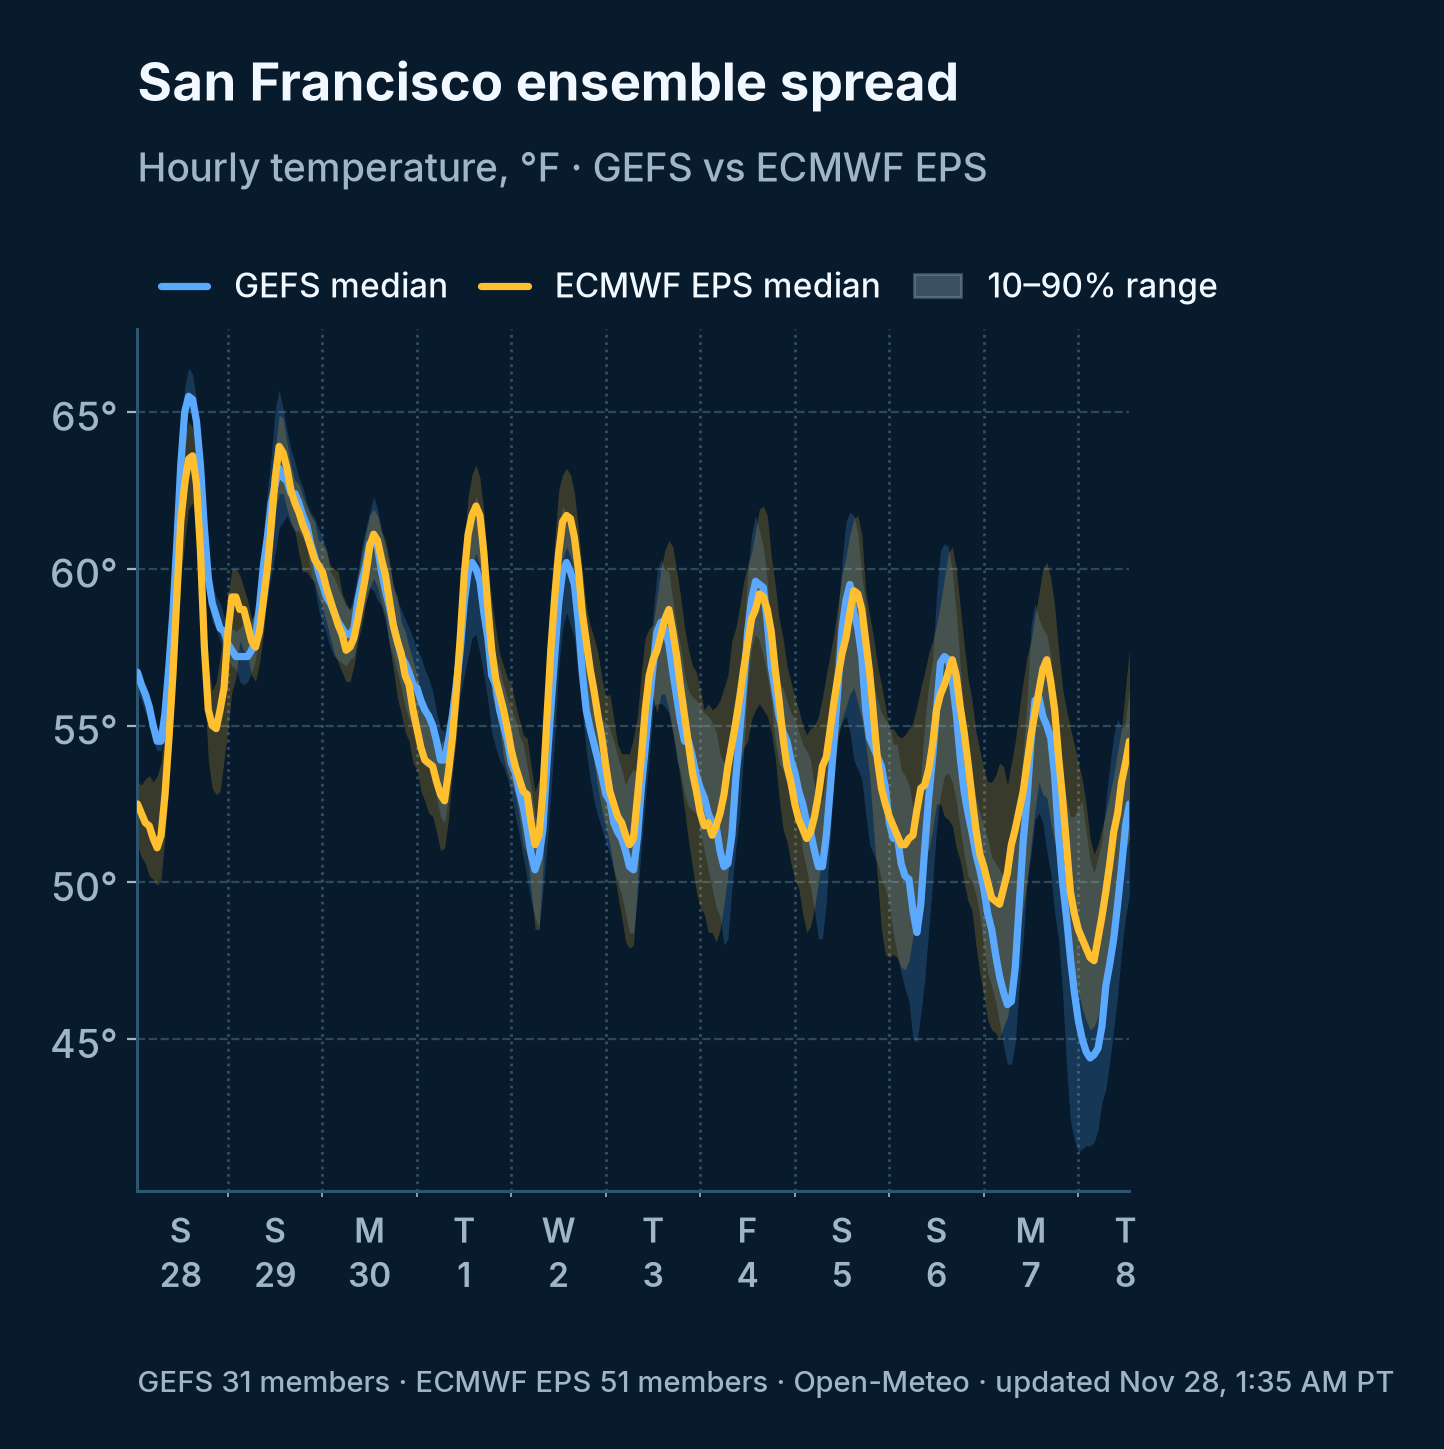 San Francisco ensemble spread
Hourly temperature, °F · GEFS vs ECMWF EPS
GEFS median ECMWF EPS median 10–90% range
65°
60°
55°
50°
45°
S S M T W T F S S M T
28 29 30 1 2 3 4 5 6 7 8
GEFS 31 members · ECMWF EPS 51 members · Open-Meteo · updated Nov 28, 1:35 AM PT